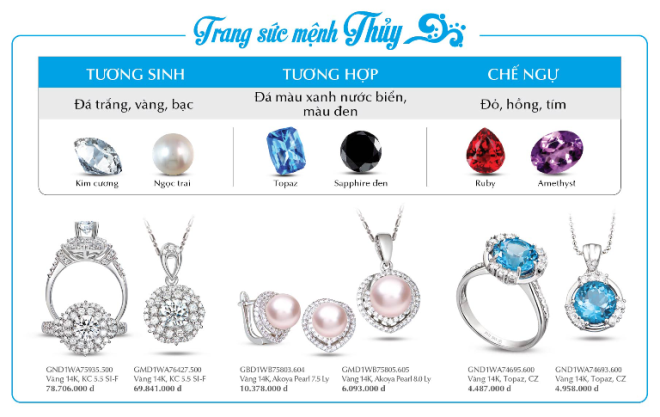 Trang sức mệnh Thủy
TƯƠNG SINH
TƯƠNG HỢP
CHẾ NGỰ
Đá trắng, vàng, bạc
Đá màu xanh nước biển,
màu đen
Đỏ, hồng, tím
Kim cương
Ngọc trai
Topaz
Sapphire đen
Ruby
Amethyst
GND1WA75935.500
Vàng 14K, KC 5.5 SI-F
78.706.000 đ
GMD1WA76427.500
Vàng 14K, KC 5.5 SI-F
69.841.000 đ
GBD1WB75803.604
Vàng 14K, Akoya Pearl 7.5 Ly
10.378.000 đ
GMD1WB75805.605
Vàng 14K, Akoya Pearl 8.0 Ly
6.093.000 đ
GND1WA74695.600
Vàng 14K, Topaz, CZ
4.487.000 đ
GND1WA74693.600
Vàng 14K, Topaz, CZ
4.958.000 đ